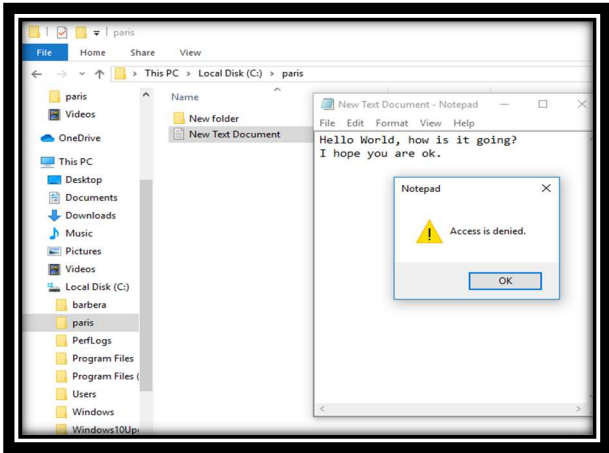 paris
File Home Share View
This PC > Local Disk (C:) > paris
paris
Videos
OneDrive
This PC
Desktop
Documents
Downloads
Music
Pictures
Videos
Local Disk (C:)
barbera
paris
PerfLogs
Program Files
Program Files (
Users
Windows
Windows10Up
Name
New folder
New Text Document
New Text Document - Notepad
File Edit Format View Help
Hello World, how is it going?
I hope you are ok.
Notepad
Access is denied.
OK